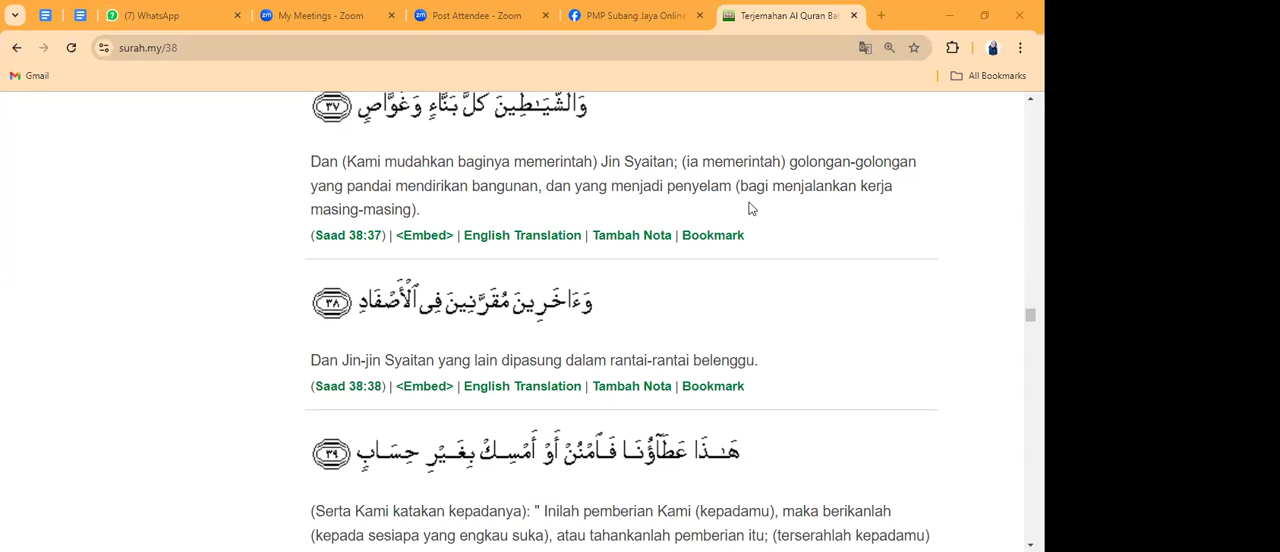 (7) WhatsApp
My Meetings - Zoom
Post Attendee - Zoom
PMP Subang Jaya Online
Terjemahan Al Quran Ba
surah.my/38
Gmail
All Bookmarks
وَالشَّيَـٰطِينَ كُلَّ بَنَّاءٍ وَغَوَّاصٍ ٣٧
Dan (Kami mudahkan baginya memerintah) Jin Syaitan; (ia memerintah) golongan-golongan
yang pandai mendirikan bangunan, dan yang menjadi penyelam (bagi menjalankan kerja
masing-masing).
(Saad 38:37) | <Embed> | English Translation | Tambah Nota | Bookmark
وَءَاخَرِينَ مُقَرَّنِينَ فِى ٱلْأَصْفَادِ ٣٨
Dan Jin-jin Syaitan yang lain dipasung dalam rantai-rantai belenggu.
(Saad 38:38) | <Embed> | English Translation | Tambah Nota | Bookmark
هَـٰذَا عَطَآؤُنَا فَٱمْنُنْ أَوْ أَمْسِكْ بِغَيْرِ حِسَابٍ ٣٩
(Serta Kami katakan kepadanya): " Inilah pemberian Kami (kepadamu), maka berikanlah
(kepada sesiapa yang engkau suka), atau tahankanlah pemberian itu; (terserahlah kepadamu)